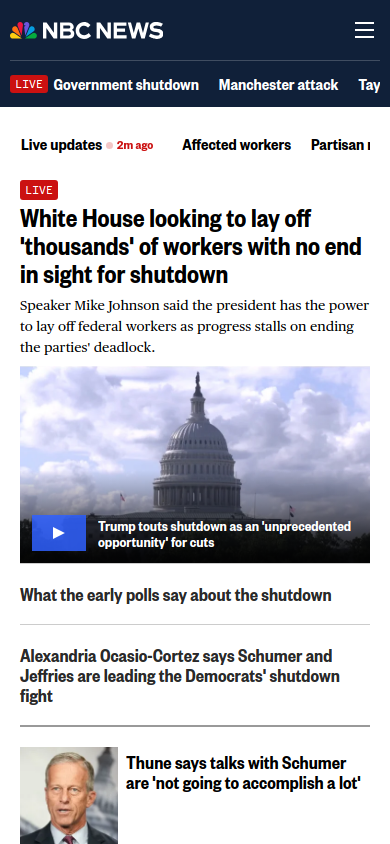 NBC NEWS
LIVE Government shutdown Manchester attack Tay
Live updates 2m ago Affected workers Partisan
LIVE
White House looking to lay off
'thousands' of workers with no end
in sight for shutdown
Speaker Mike Johnson said the president has the power
to lay off federal workers as progress stalls on ending
the parties' deadlock.
Trump touts shutdown as an 'unprecedented
opportunity' for cuts
What the early polls say about the shutdown
Alexandria Ocasio-Cortez says Schumer and
Jeffries are leading the Democrats' shutdown
fight
Thune says talks with Schumer
are 'not going to accomplish a lot'